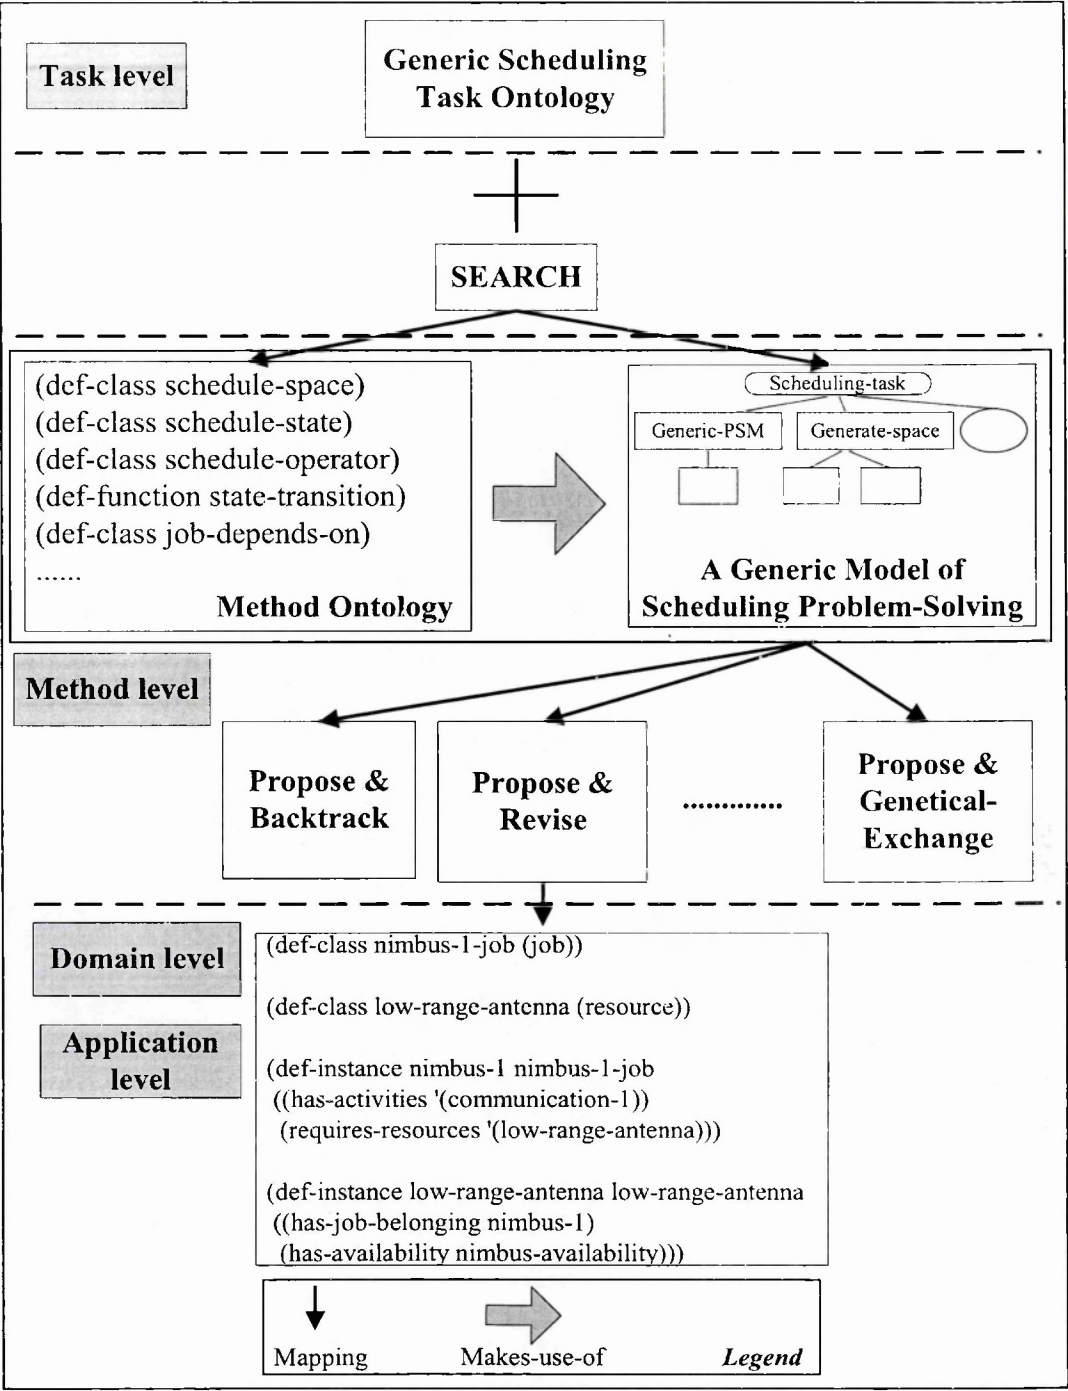 Task level
Generic Scheduling
Task Ontology
SEARCH
(def-class schedule-space)
(def-class schedule-state)
(def-class schedule-operator)
(def-function state-transition)
(def-class job-depends-on)
......
Method Ontology
Scheduling-task
Generic-PSM
Generate-space
A Generic Model of
Scheduling Problem-Solving
Method level
Propose &
Backtrack
Propose &
Revise
.............
Propose &
Genetical-
Exchange
Domain level
Application
level
(def-class nimbus-1-job (job))
(def-class low-range-antenna (resource))
(def-instance nimbus-1 nimbus-1-job
((has-activities '(communication-1))
(requires-resources '(low-range-antenna)))
(def-instance low-range-antenna low-range-antenna
((has-job-belonging nimbus-1)
(has-availability nimbus-availability)))
Mapping
Makes-use-of
Legend